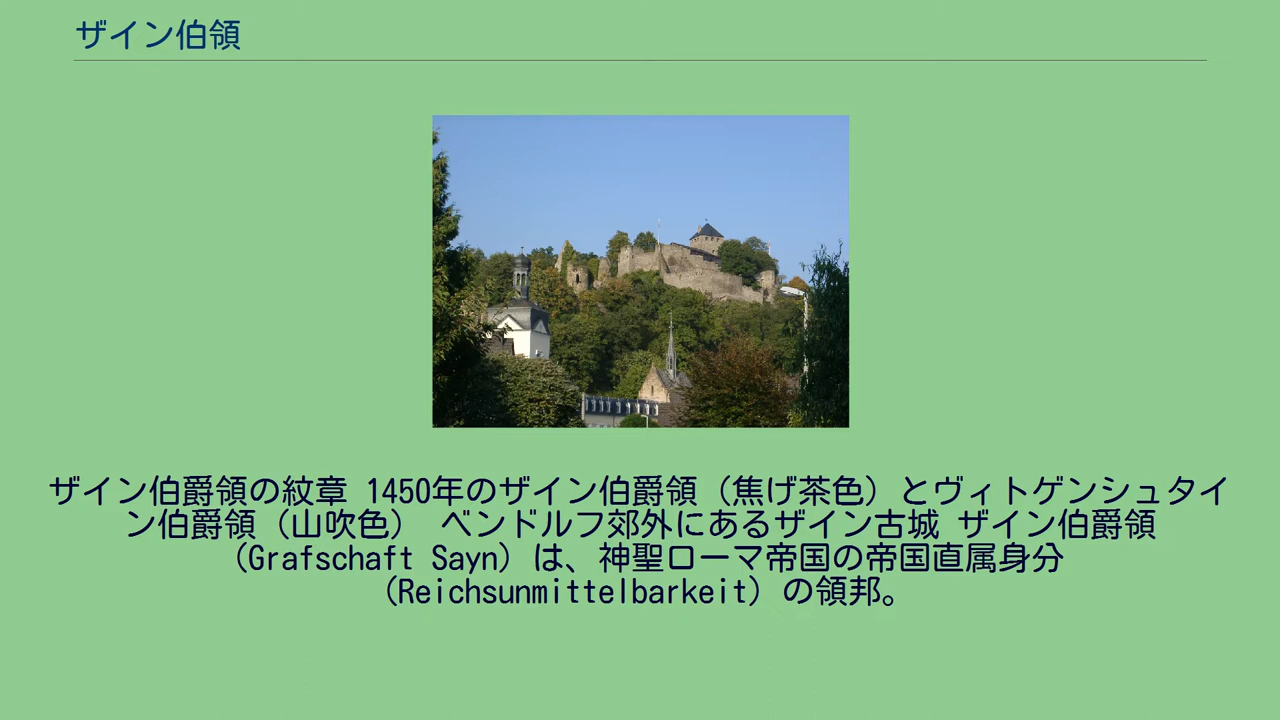 ザイン伯領
ザイン伯爵領の紋章 1450年のザイン伯爵領（焦げ茶色）とヴィトゲンシュタイ
ン伯爵領（山吹色） ベンドルフ郊外にあるザイン古城 ザイン伯爵領
（Grafschaft Sayn）は、神聖ローマ帝国の帝国直属身分
（Reichsunmittelbarkeit）の領邦。